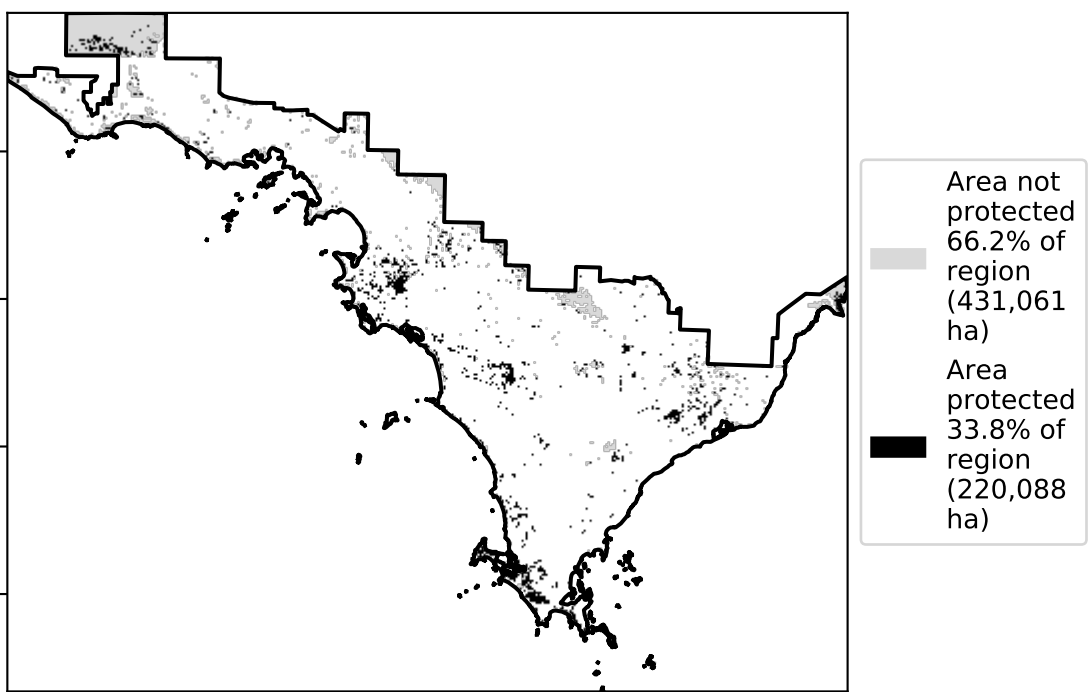 Area not
protected
66.2% of
region
(431,061
ha)
Area
protected
33.8% of
region
(220,088
ha)